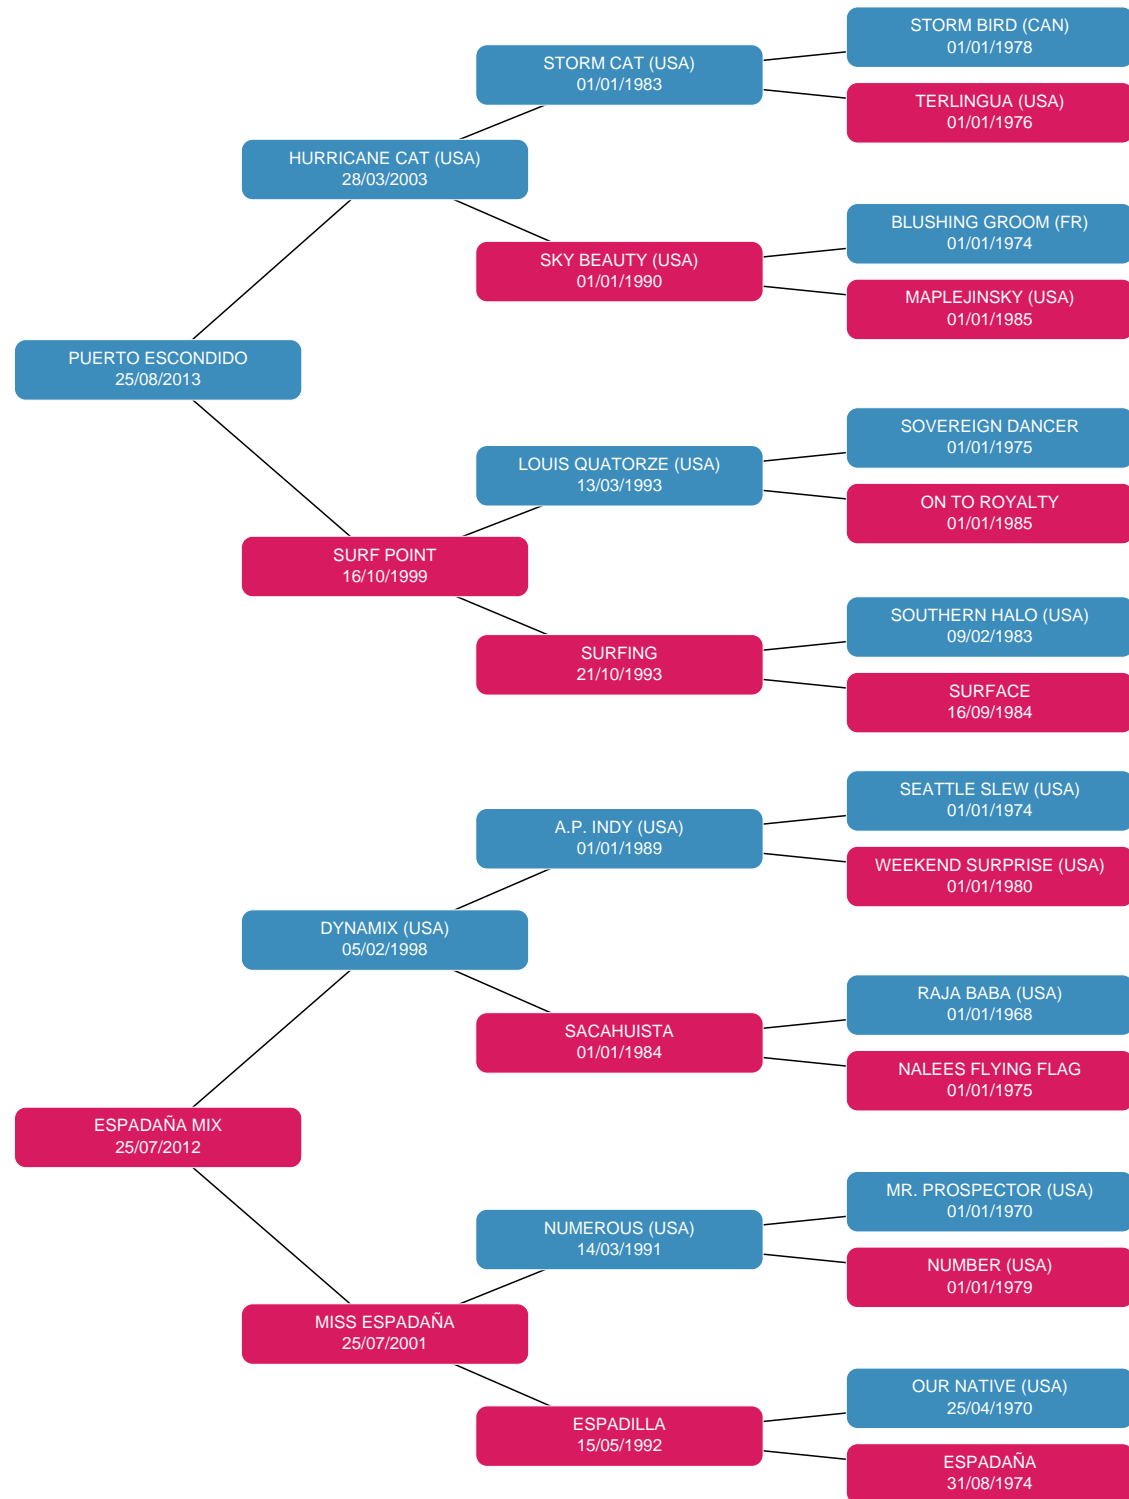 STORM BIRD (CAN)
01/01/1978
STORM CAT (USA)
01/01/1983
TERLINGUA (USA)
01/01/1976
HURRICANE CAT (USA)
28/03/2003
BLUSHING GROOM (FR)
01/01/1974
SKY BEAUTY (USA)
01/01/1990
MAPLEJINSKY (USA)
01/01/1985
PUERTO ESCONDIDO
25/08/2013
SOVEREIGN DANCER
01/01/1975
LOUIS QUATORZE (USA)
13/03/1993
ON TO ROYALTY
01/01/1985
SURF POINT
16/10/1999
SOUTHERN HALO (USA)
09/02/1983
SURFING
21/10/1993
SURFACE
16/09/1984
SEATTLE SLEW (USA)
01/01/1974
A.P. INDY (USA)
01/01/1989
WEEKEND SURPRISE (USA)
01/01/1980
DYNAMIX (USA)
05/02/1998
RAJA BABA (USA)
01/01/1968
SACAHUISTA
01/01/1984
NALEES FLYING FLAG
01/01/1975
ESPADAÑA MIX
25/07/2012
MR. PROSPECTOR (USA)
01/01/1970
NUMEROUS (USA)
14/03/1991
NUMBER (USA)
01/01/1979
MISS ESPADAÑA
25/07/2001
OUR NATIVE (USA)
25/04/1970
ESPADILLA
15/05/1992
ESPADAÑA
31/08/1974